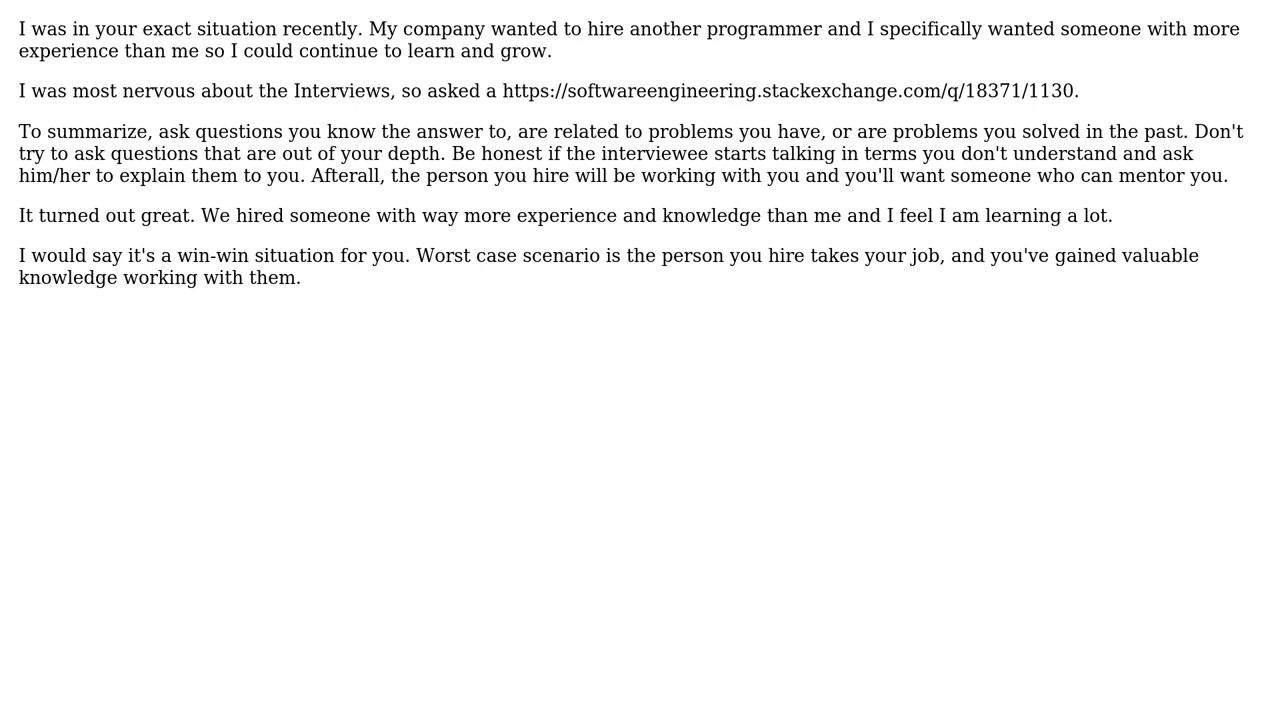 I was in your exact situation recently. My company wanted to hire another programmer and I specifically wanted someone with more
experience than me so I could continue to learn and grow.
I was most nervous about the Interviews, so asked a https://softwareengineering.stackexchange.com/q/18371/1130.
To summarize, ask questions you know the answer to, are related to problems you have, or are problems you solved in the past. Don't
try to ask questions that are out of your depth. Be honest if the interviewee starts talking in terms you don't understand and ask
him/her to explain them to you. Afterall, the person you hire will be working with you and you'll want someone who can mentor you.
It turned out great. We hired someone with way more experience and knowledge than me and I feel I am learning a lot.
I would say it's a win-win situation for you. Worst case scenario is the person you hire takes your job, and you've gained valuable
knowledge working with them.